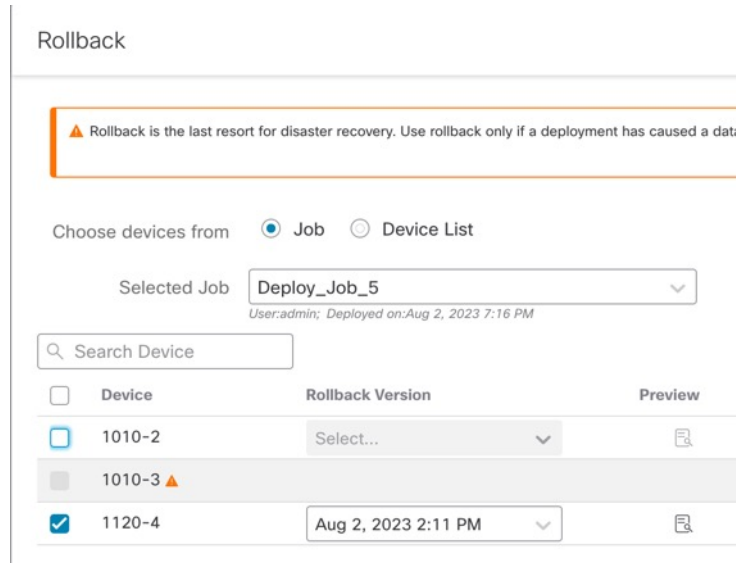 Rollback
Rollback is the last resort for disaster recovery. Use rollback only if a deployment has caused a data
Choose devices from Job Device List
Selected Job Deploy_Job_5
User:admin; Deployed on:Aug 2, 2023 7:16 PM
Search Device
Device Rollback Version Preview
1010-2 Select...
1010-3
1120-4 Aug 2, 2023 2:11 PM